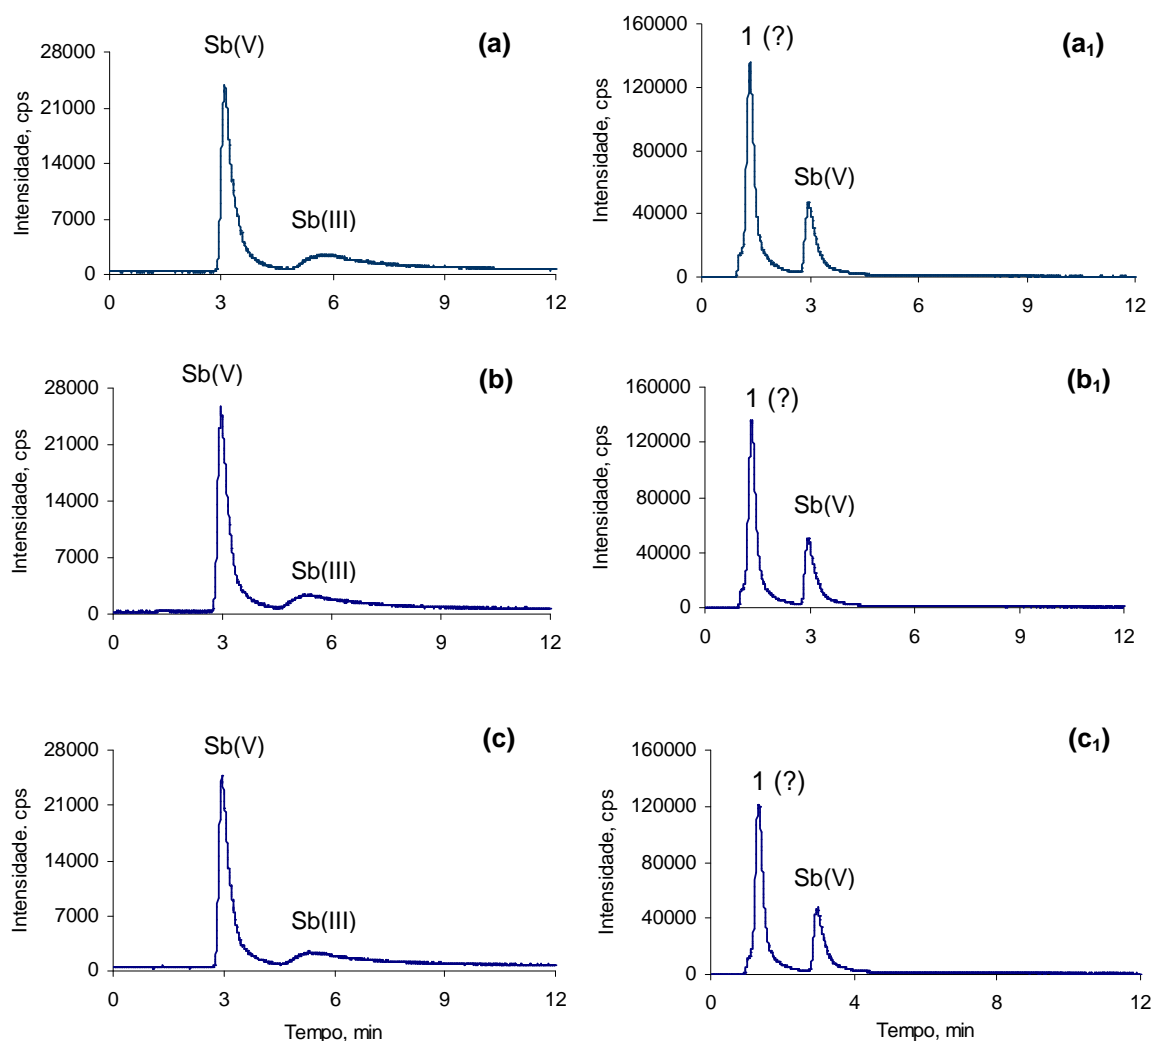 (a)
Sb(V)
28000
21000
14000
7000
0
Intensidade, cps
Sb(III)
0 3 6 9 12
(a1)
1 (?)
160000
120000
80000
40000
0
Intensidade, cps
Sb(V)
0 3 6 9 12
(b)
Sb(V)
28000
21000
14000
7000
0
Intensidade, cps
Sb(III)
0 3 6 9 12
(b1)
1 (?)
160000
120000
80000
40000
0
Intensidade, cps
Sb(V)
0 3 6 9 12
(c)
Sb(V)
28000
21000
14000
7000
0
Intensidade. cps
Sb(III)
0 3 6 9 12
Tempo, min
(c1)
1 (?)
160000
120000
80000
40000
0
Intensidade, cps
Sb(V)
0 4 8 12
Tempo, min